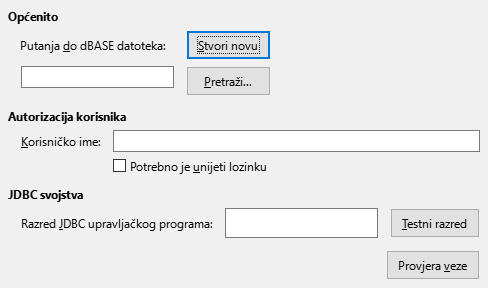 Općenito
Putanja do dBASE datoteka:
Stvori novu
Pretraži...
Autorizacija korisnika
Korisničko ime:
Potrebno je unijeti lozinku
JDBC svojstva
Razred JDBC upravljačkog programa:
Testni razred
Provjera veze